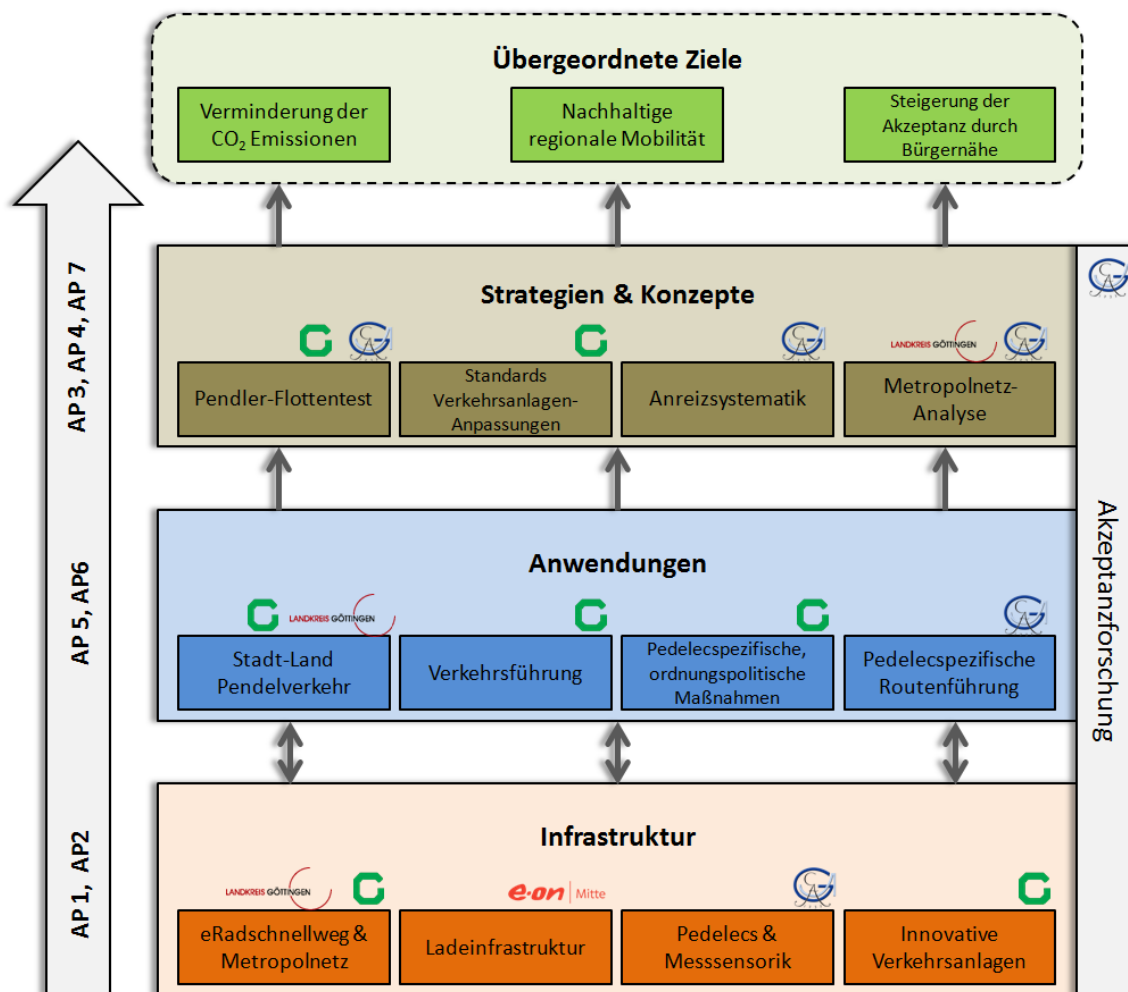 Übergeordnete Ziele
Verminderung der
CO₂ Emissionen
Nachhaltige
regionale Mobilität
Steigerung der
Akzeptanz durch
Bürgernähe
AP 3, AP 4, AP 7
Strategien & Konzepte
LANDKREIS GÖTTINGEN
Pendler-Flottentest
Standards
Verkehrsanlagen-
Anpassungen
Anreizsystematik
Metropolnetz-
Analyse
AP 5, AP6
Anwendungen
LANDKREIS GÖTTINGEN
Stadt-Land
Pendelverkehr
Verkehrsführung
Pedelecspezifische,
ordnungspolitische
Maßnahmen
Pedelecspezifische
Routenführung
AP 1, AP2
Infrastruktur
LANDKREIS GÖTTINGEN
e·on | Mitte
eRadschnellweg &
Metropolnetz
Ladeinfrastruktur
Pedelecs &
Messsensorik
Innovative
Verkehrsanlagen
Akzeptanzforschung